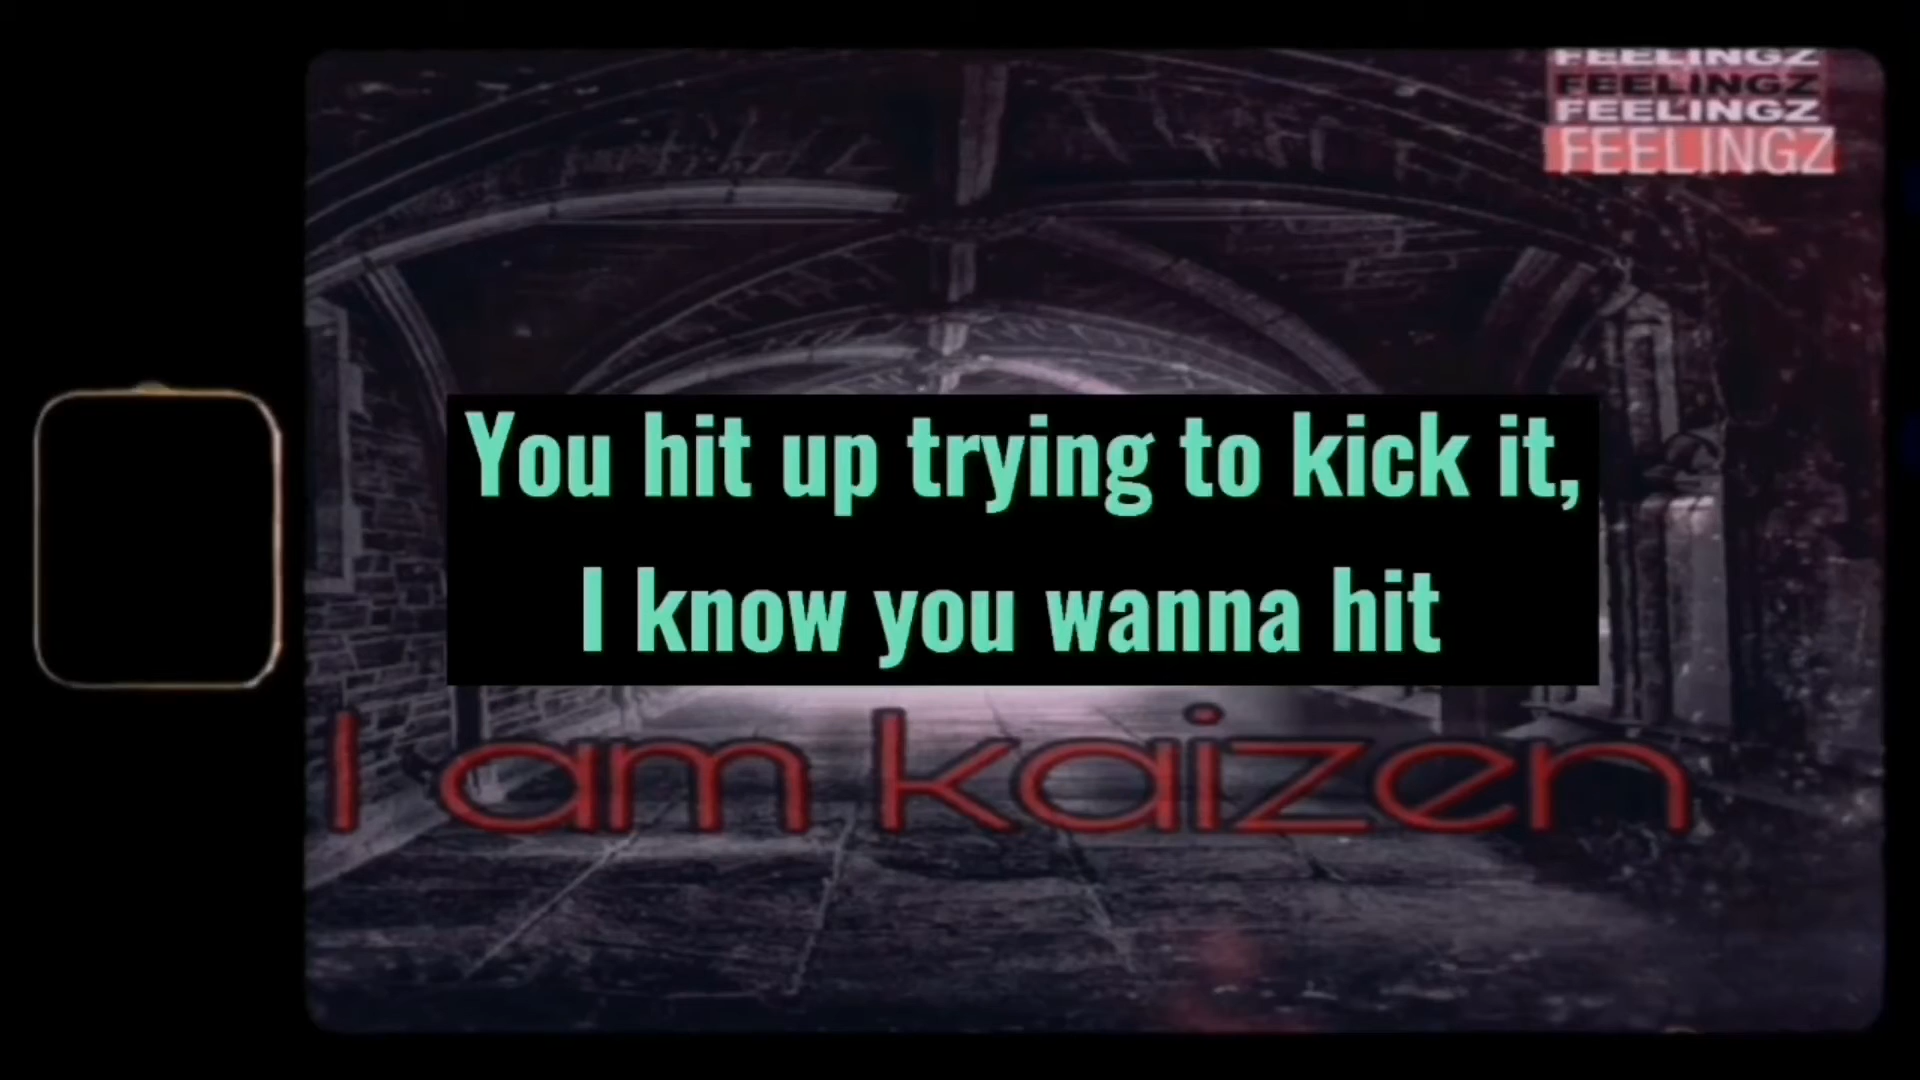 FEELINGZ
FEELINGZ
FEELINGZ
FEELINGZ
You hit up trying to kick it,
I know you wanna hit
I am kaizen